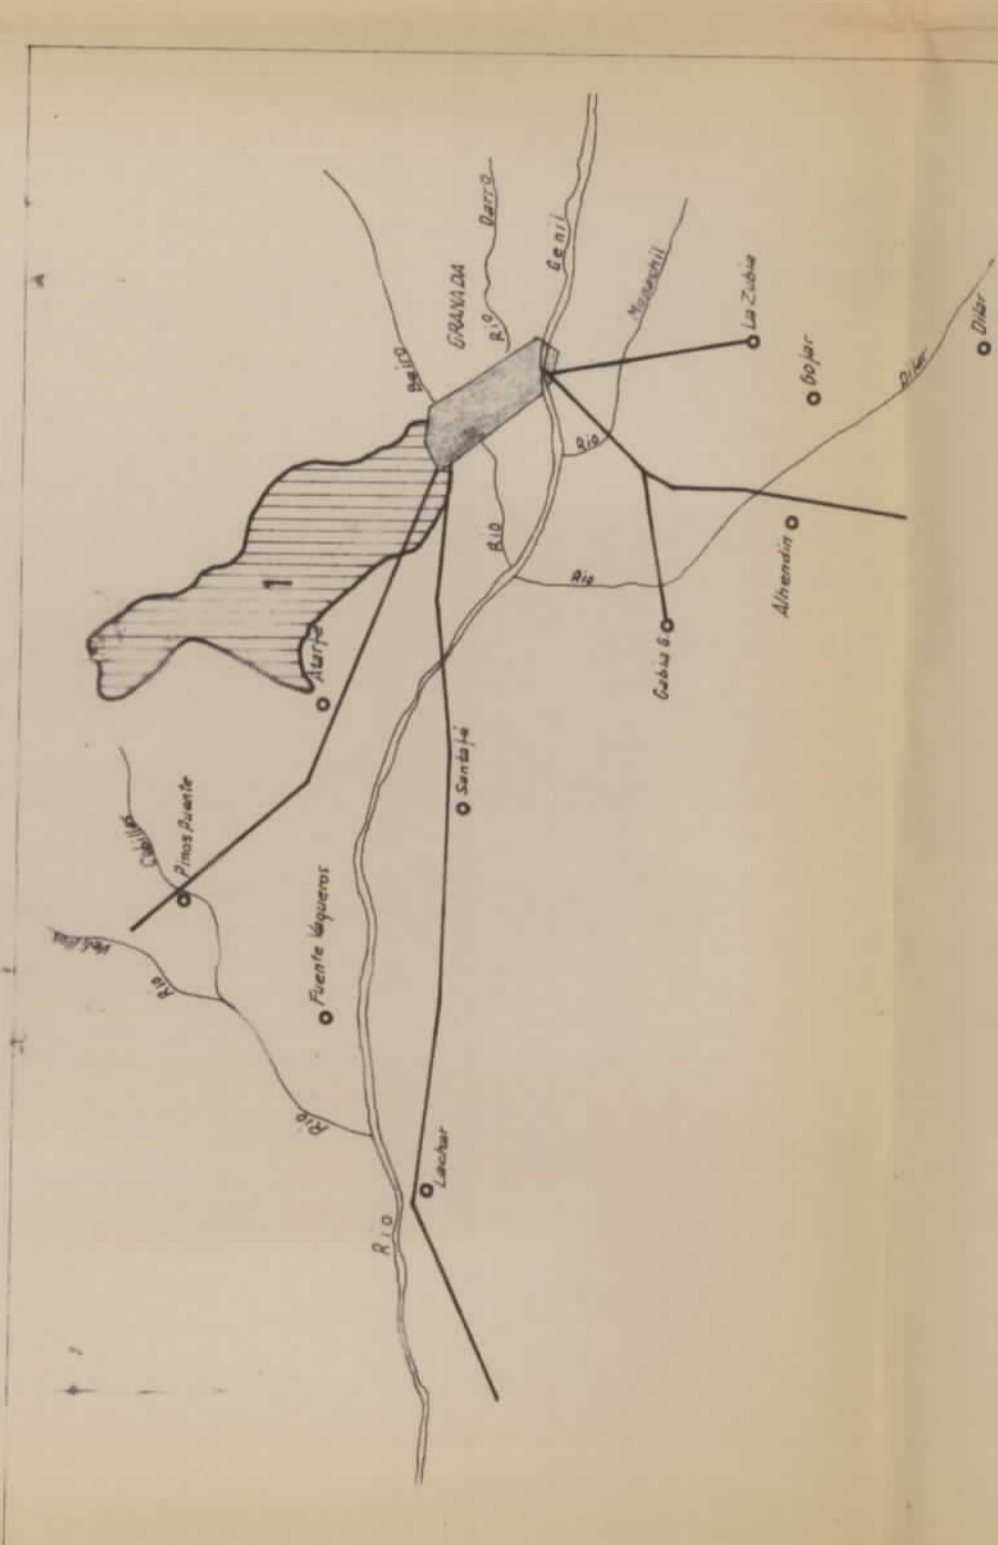 Beiro
GRANADA
Rio
Darro
Genil
Monachil
La Zubia
Gojar
Dilar
Dilar
Rio
Rio
Rio
Alhendin
Gabia G.
1
Atarfe
Santafé
Cubillas
Pinos Puente
Fuente Vaqueros
Rio
Rio
Rio
Lachar